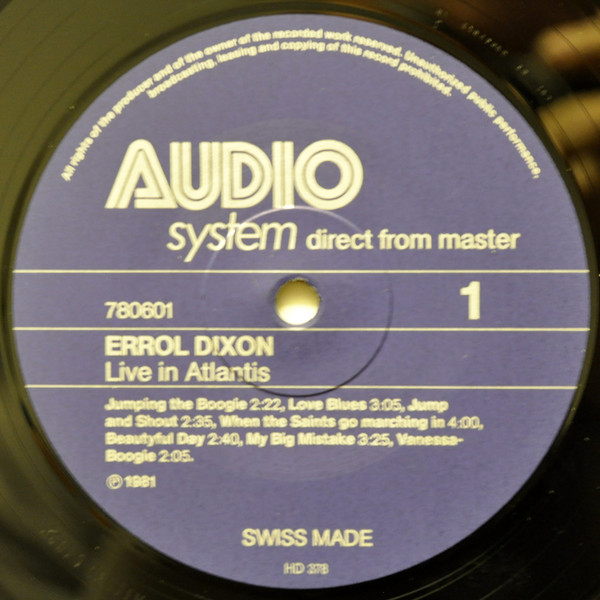 All rights of the producer and of the owner of the recorded work reserved. Unauthorized public performance,
broadcasting, leasing and copying of this record prohibited.
AUDIO
system direct from master
780601
1
ERROL DIXON
Live in Atlantis
Jumping the Boogie 2:22, Love Blues 3:05, Jump
and Shout 2:35, When the Saints go marching in 4:00,
Beautyful Day 2:40, My Big Mistake 3:25, Vanessa-
Boogie 2:05.
℗ 1981
SWISS MADE
HD 378